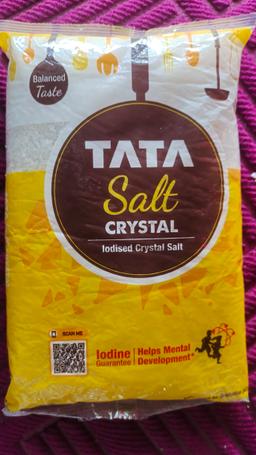 Balanced
Taste
TATA
Salt
CRYSTAL
Iodised Crystal Salt
SCAN ME
Iodine
Guarantee
Helps Mental
Development*